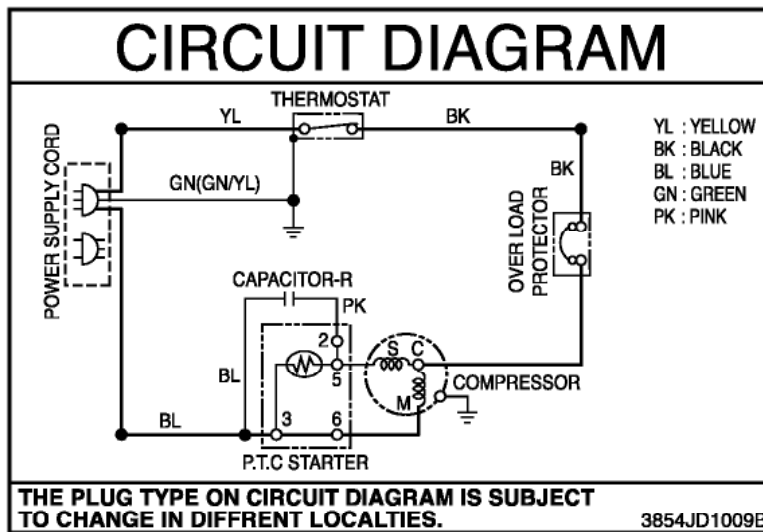 CIRCUIT DIAGRAM
THERMOSTAT
YL
BK
YL : YELLOW
BK : BLACK
BL : BLUE
GN : GREEN
PK : PINK
POWER SUPPLY CORD
GN(GN/YL)
BK
OVER LOAD
PROTECTOR
CAPACITOR-R
PK
2
S
C
5
BL
COMPRESSOR
M
BL
3
6
P.T.C STARTER
THE PLUG TYPE ON CIRCUIT DIAGRAM IS SUBJECT
TO CHANGE IN DIFFRENT LOCALTIES.
3854JD1009B